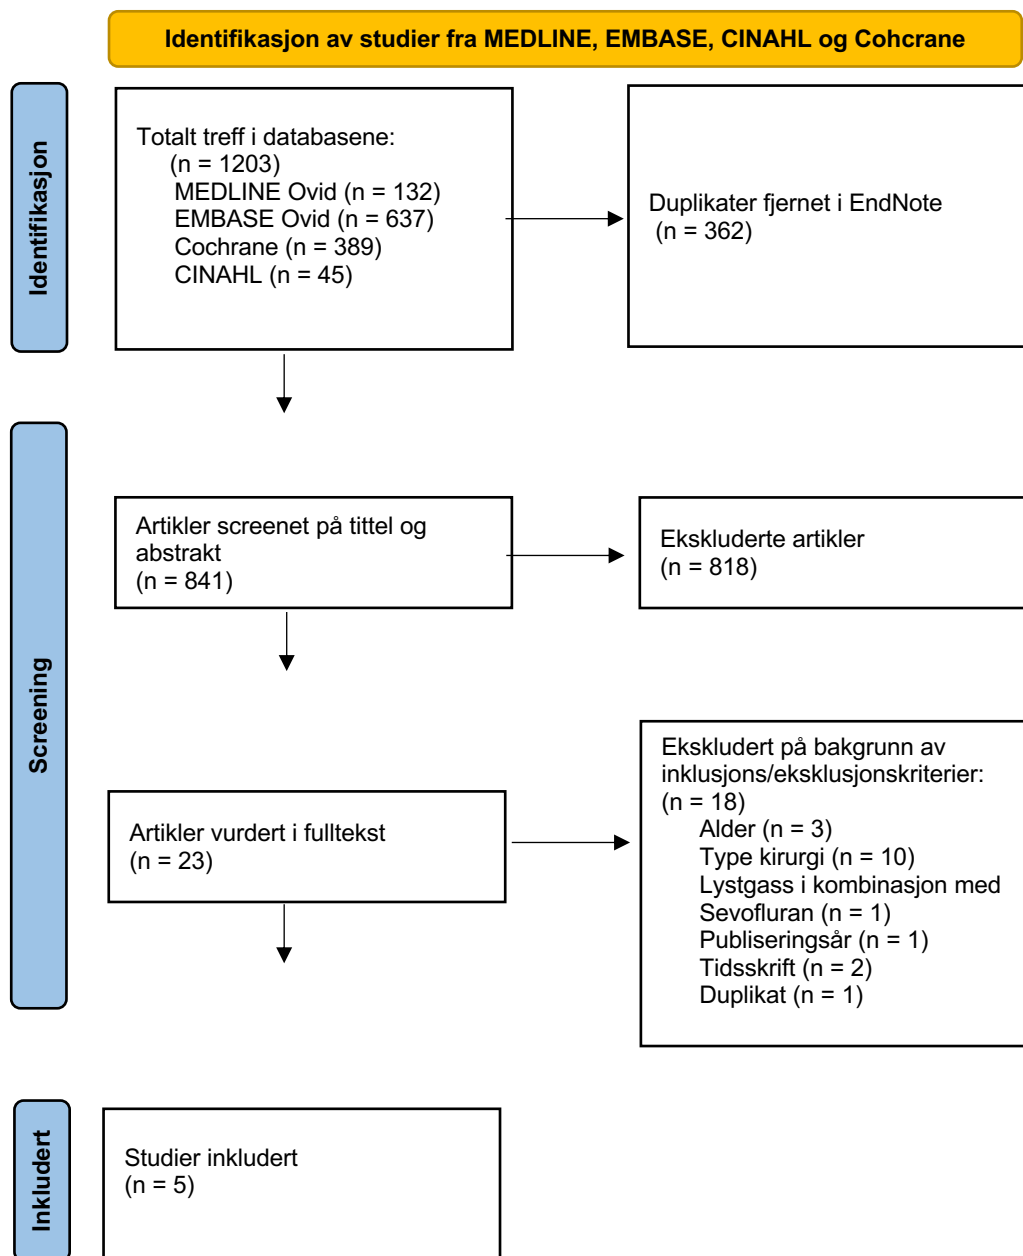 Identifikasjon av studier fra MEDLINE, EMBASE, CINAHL og Cohcrane
Identifikasjon
Totalt treff i databasene:
(n = 1203)
MEDLINE Ovid (n = 132)
EMBASE Ovid (n = 637)
Cochrane (n = 389)
CINAHL (n = 45)
Duplikater fjernet i EndNote
(n = 362)
Screening
Artikler screenet på tittel og
abstrakt
(n = 841)
Ekskluderte artikler
(n = 818)
Artikler vurdert i fulltekst
(n = 23)
Ekskludert på bakgrunn av
inklusjons/eksklusjonskriterier:
(n = 18)
Alder (n = 3)
Type kirurgi (n = 10)
Lystgass i kombinasjon med
Sevofluran (n = 1)
Publiseringsår (n = 1)
Tidsskrift (n = 2)
Duplikat (n = 1)
Inkludert
Studier inkludert
(n = 5)